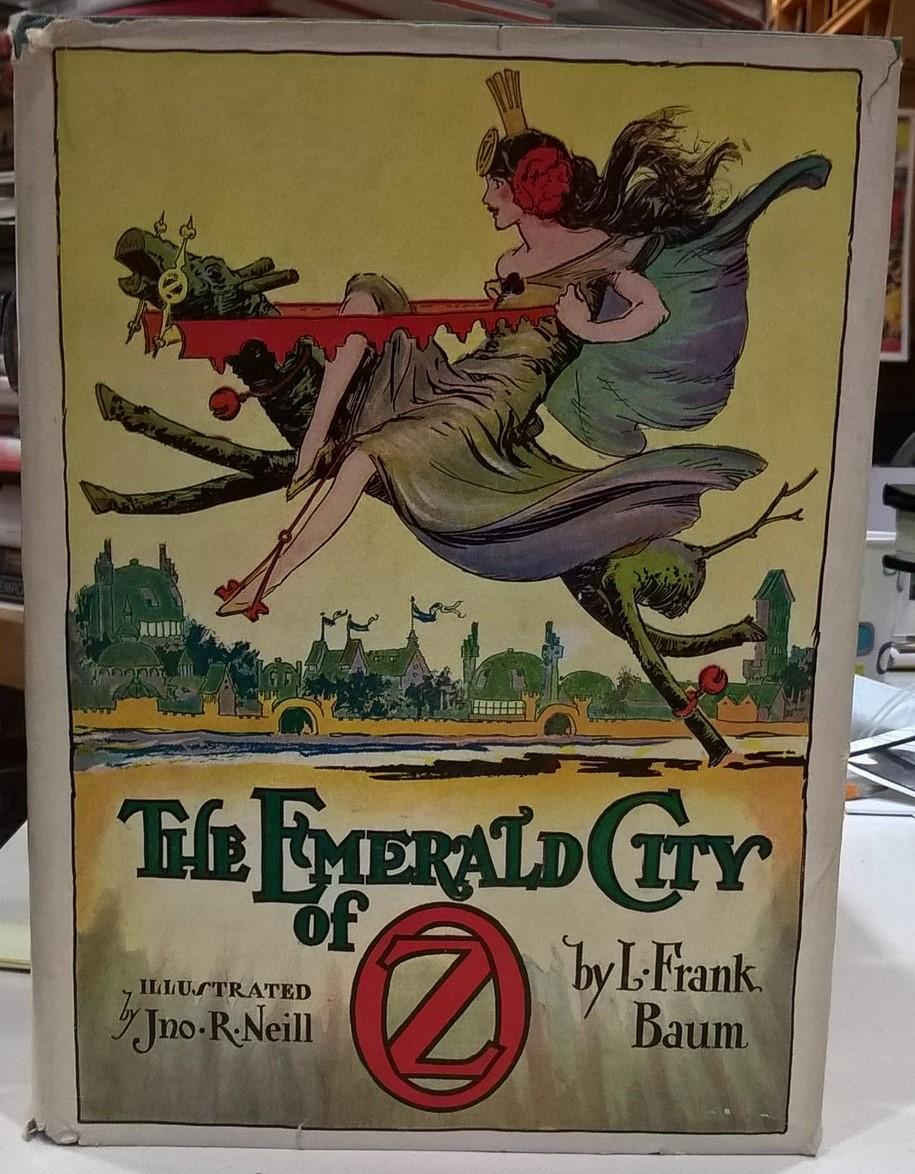 THE EMERALD CITY
of OZ
ILLUSTRATED
by Jno·R·Neill
by L·Frank
Baum